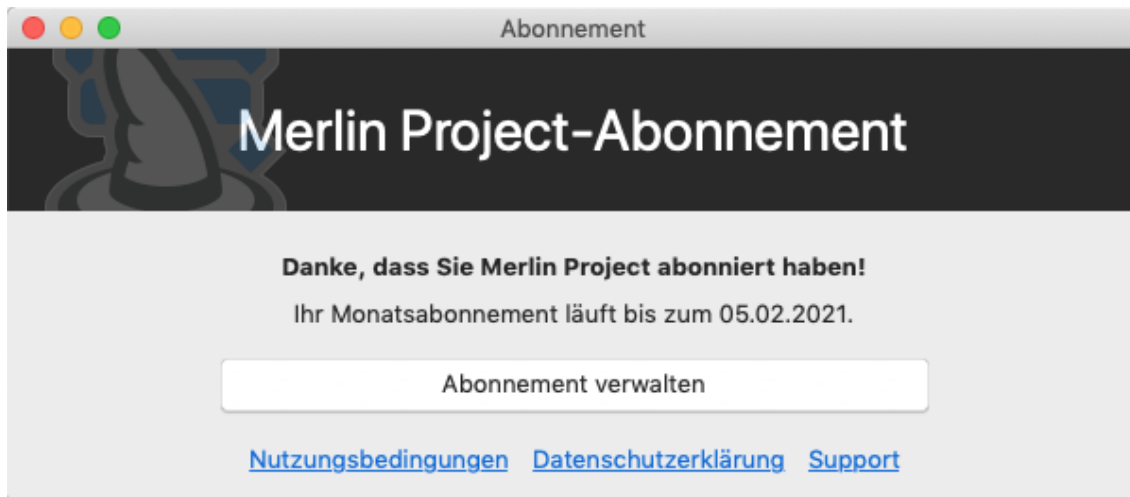 Abonnement
Merlin Project-Abonnement
Danke, dass Sie Merlin Project abonniert haben!
Ihr Monatsabonnement läuft bis zum 05.02.2021.
Abonnement verwalten
Nutzungsbedingungen Datenschutzerklärung Support